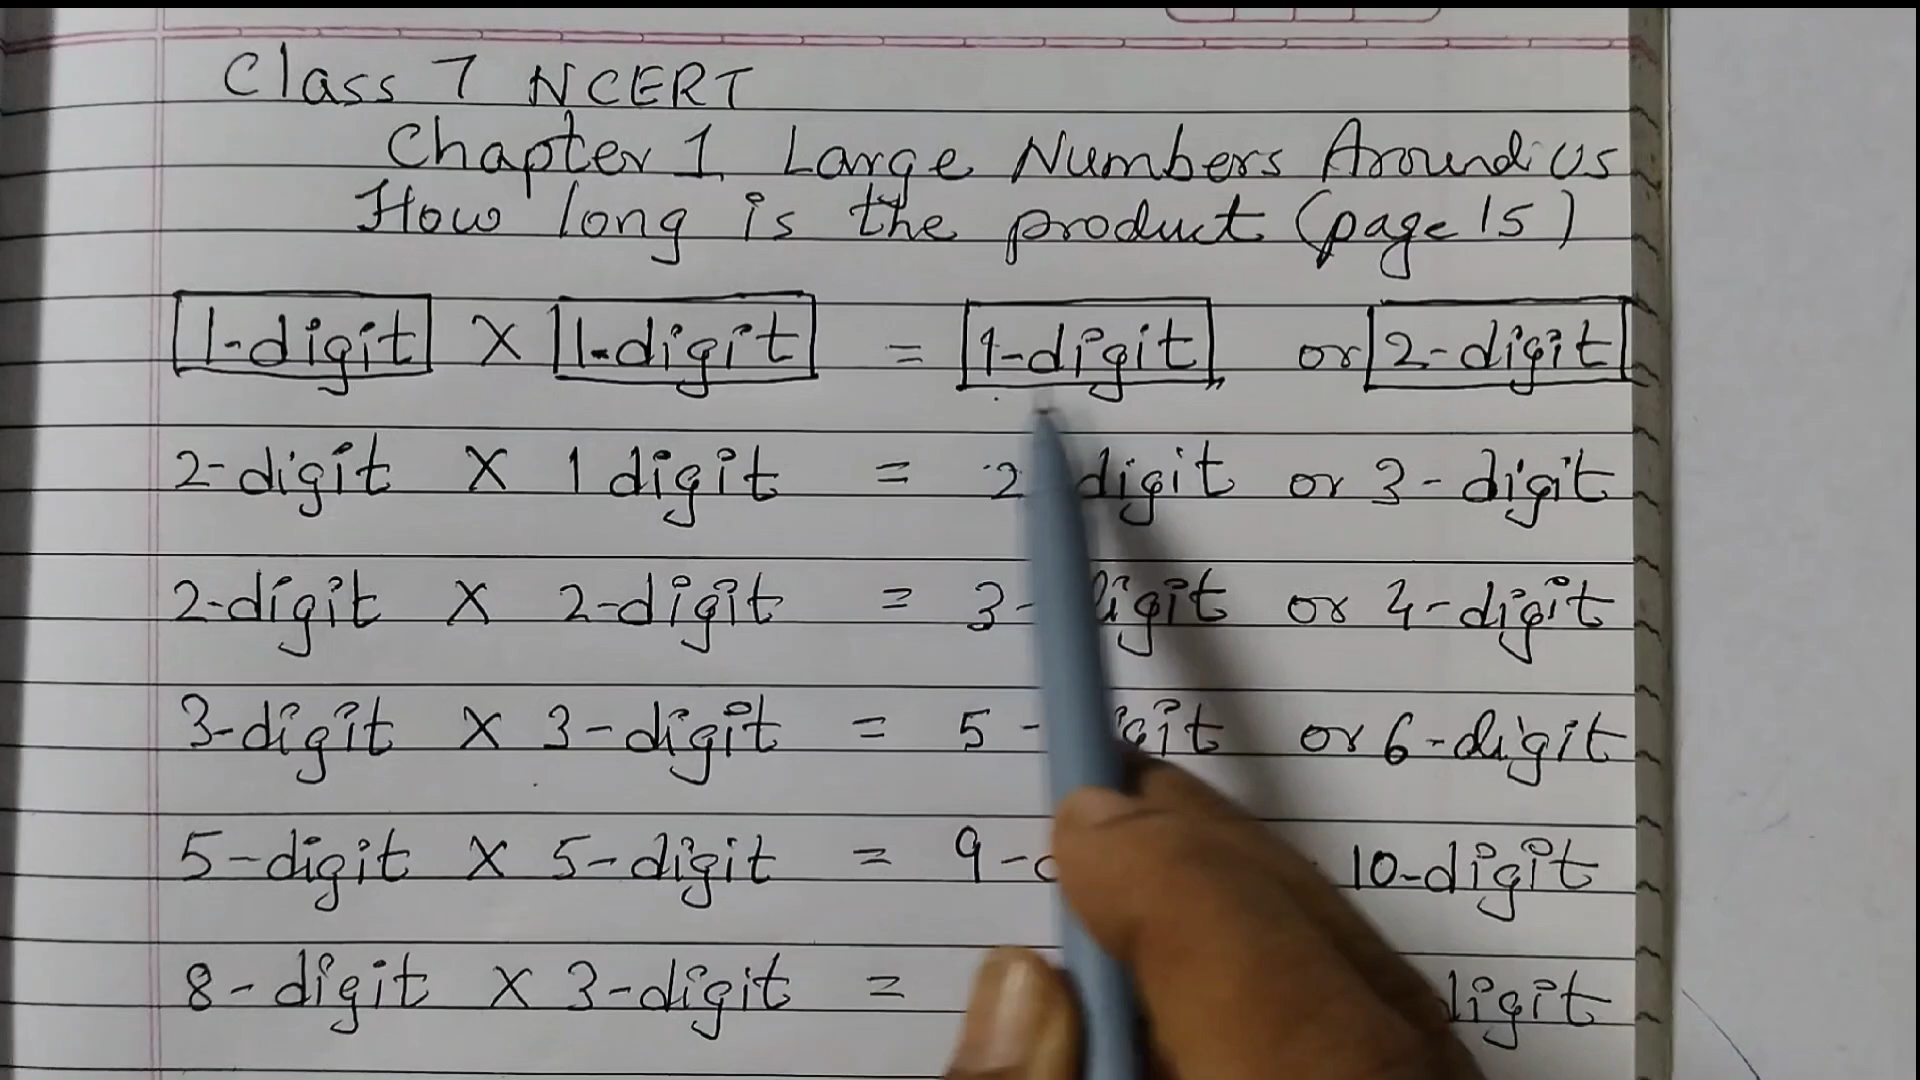 Class 7 NCERT
Chapter 1 Large Numbers Around us
How long is the product (page 15)
1-digit X 1-digit = 1-digit or 2-digit
2-digit X 1 digit = 2 digit or 3-digit
2-digit X 2-digit = 3-digit or 4-digit
3-digit X 3-digit = 5-digit or 6-digit
5-digit X 5-digit = 9- 10-digit
8-digit X 3-digit = digit